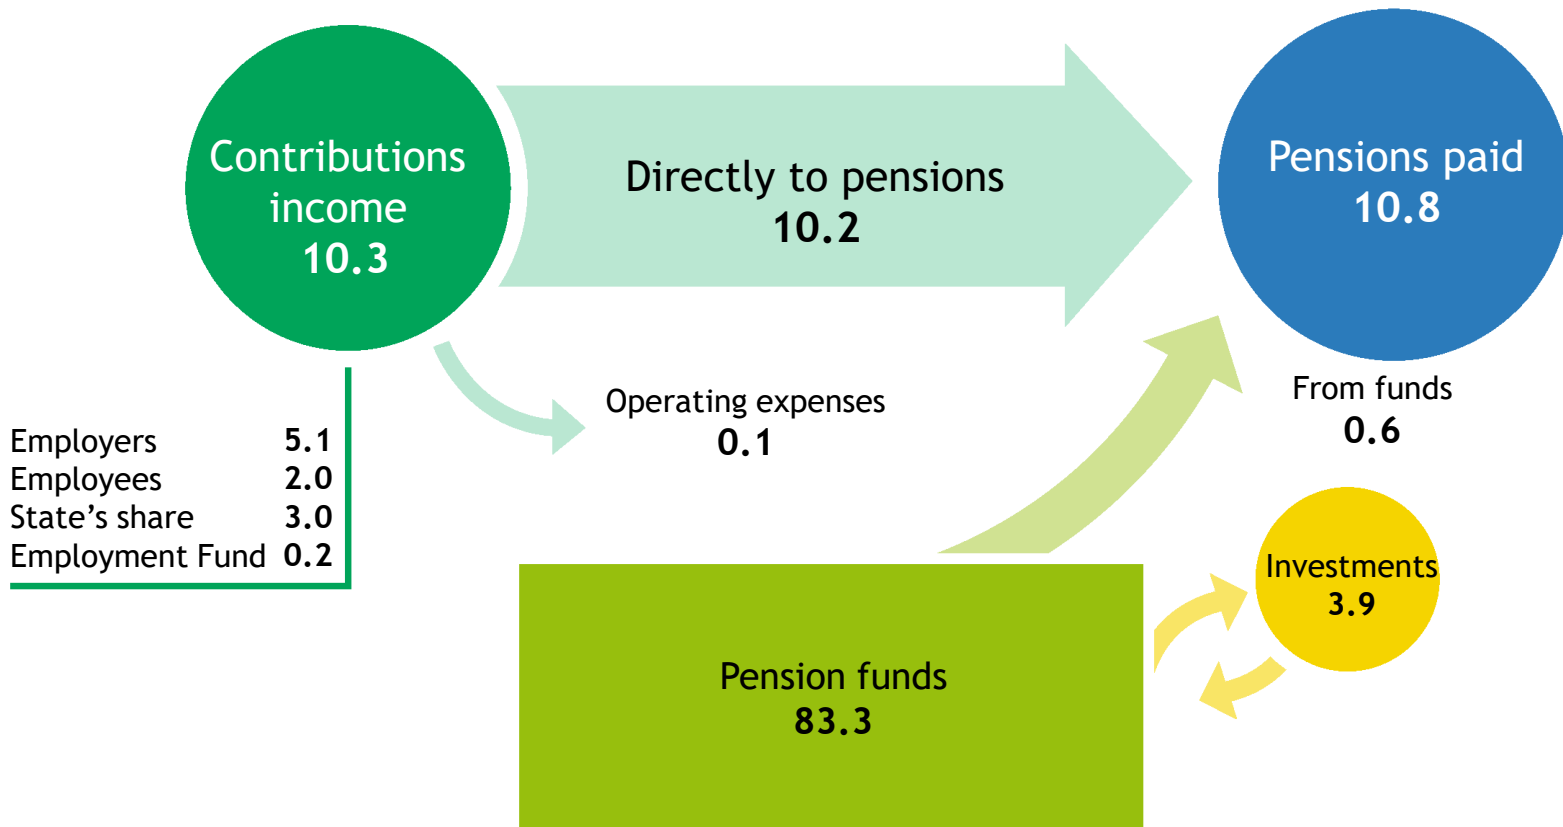 Contributions
income
10.3
Directly to pensions
10.2
Pensions paid
10.8
Operating expenses
0.1
From funds
0.6
Employers 5.1
Employees 2.0
State’s share 3.0
Employment Fund 0.2
Investments
3.9
Pension funds
83.3